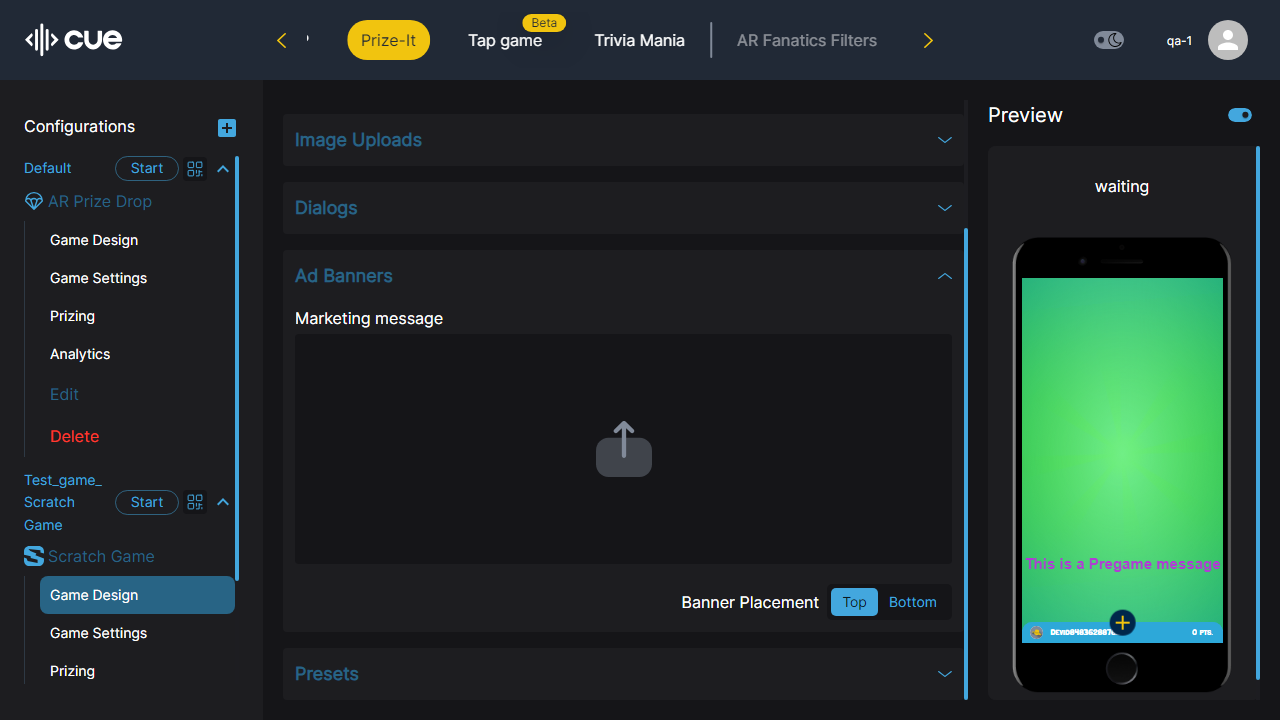 cue
Prize-It
Tap game
Beta
Trivia Mania
AR Fanatics Filters
qa-1
Configurations
Default
Start
AR Prize Drop
Game Design
Game Settings
Prizing
Analytics
Edit
Delete
Test_game_
Scratch
Game
Start
Scratch Game
Game Design
Game Settings
Prizing
Image Uploads
Dialogs
Ad Banners
Marketing message
Banner Placement
Top
Bottom
Presets
Preview
waiting
This is a Pregame message
0 pts.